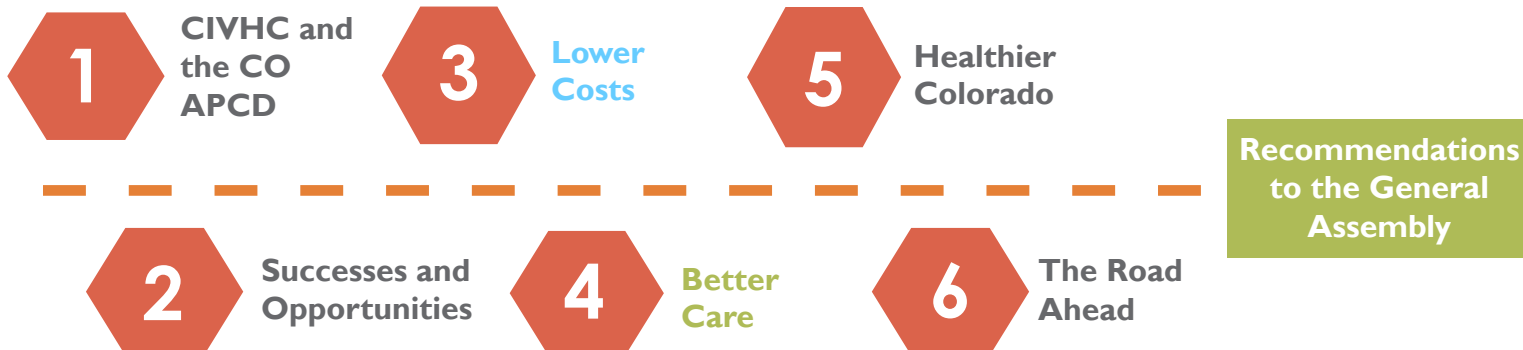 1
CIVHC and
the CO
APCD
2
Successes and
Opportunities
3
Lower
Costs
4
Better
Care
5
Healthier
Colorado
6
The Road
Ahead
Recommendations
to the General
Assembly